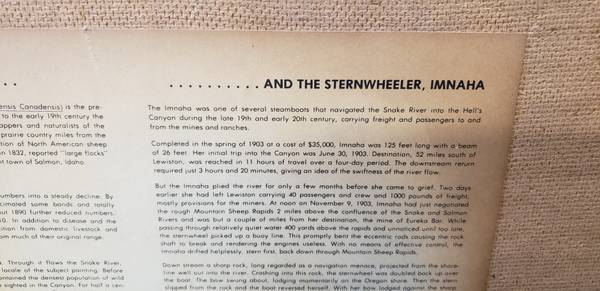 . .
. . . . . . . . . . AND THE STERNWHEELER, IMNAHA
ensis Canadensis) is the pre-
to the early 19th century the
appers and naturalists of the
prairie country miles from the
tion of North American sheep
n 1832, reported "large flocks"
t town of Salmon, Idaho.
umbers into a steady decline. By
timated some bands and totally
ut 1890 further reduced numbers.
0. In addition to disease and the
ition from domestic livestock and
om much of their original range.
s. Through it flows the Snake River,
locale of the subject painting. Before
ontained the densest population of wild
sighted in the Canyon. For half a cen-
The Imnaha was one of several steamboats that navigated the Snake River into the Hell's
Canyon during the late 19th and early 20th century, carrying freight and passengers to and
from the mines and ranches.
Completed in the spring of 1903 at a cost of $35,000, Imnaha was 125 feet long with a beam
of 26 feet. Her initial trip into the Canyon was June 30, 1903. Destination, 52 miles south of
Lewiston, was reached in 11 hours of travel over a four-day period. The downstream return
required just 3 hours and 20 minutes, giving an idea of the swiftness of the river flow.
But the Imnaha plied the river for only a few months before she came to grief. Two days
earlier she had left Lewiston carrying 40 passengers and crew and 1000 pounds of freight,
mostly provisions for the mines. At noon on November 9, 1903, Imnaha had just negotiated
the rough Mountain Sheep Rapids 2 miles above the confluence of the Snake and Salmon
Rivers and was but a couple of miles from her destination, the mine of Eureka Bar. While
passing through relatively quiet water 400 yards above the rapids and unnoticed until too late,
the sternwheel picked up a buoy line. This promptly bent the eccentric rods causing the rock
shaft to break and rendering the engines useless. With no means of effective control, the
Imnaha drifted helplessly, stern first, back down through Mountain Sheep Rapids.
Down stream a sharp rock, long regarded as a navigation menace, projected from the shore-
line well out into the river. Crashing into this rock, the sternwheel was doubled back up over
the boat. The bow swung about, lodging momentarily on the Oregon shore. Then the stern
slipped from the rock and the boat reversed himself. With her bow lodged against the sharp